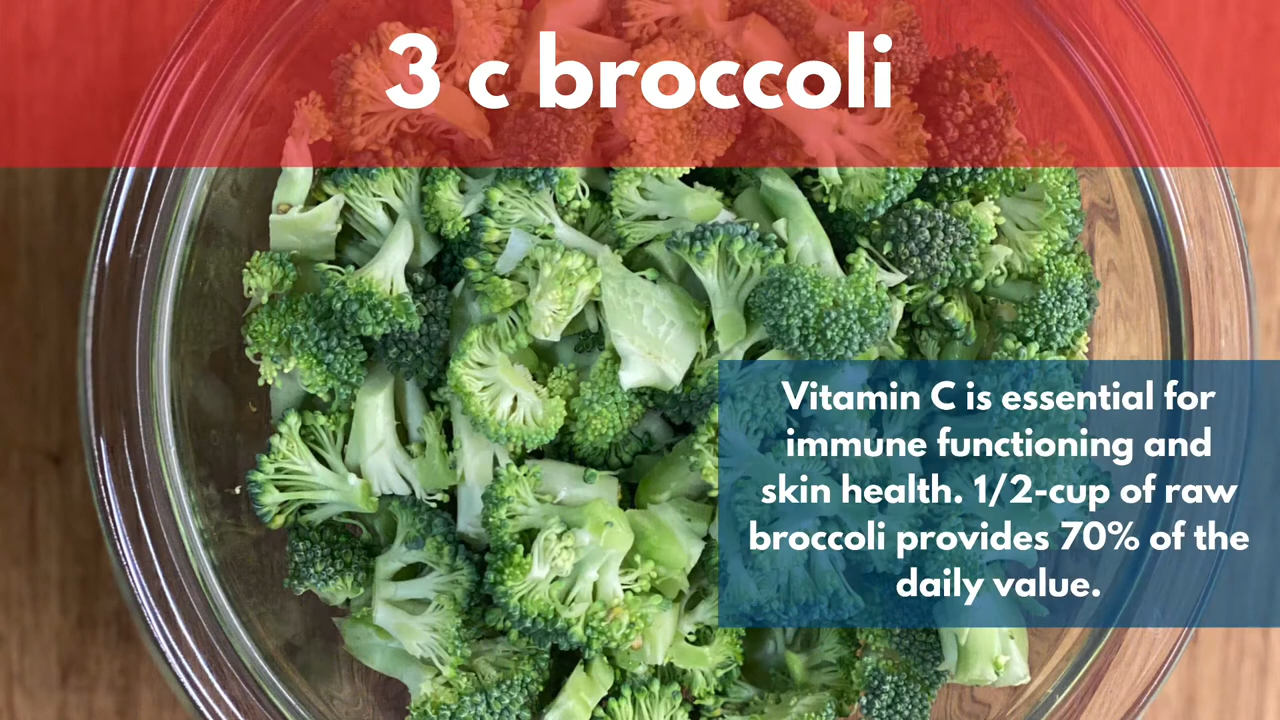 3 c broccoli
Vitamin C is essential for
immune functioning and
skin health. 1/2-cup of raw
broccoli provides 70% of the
daily value.